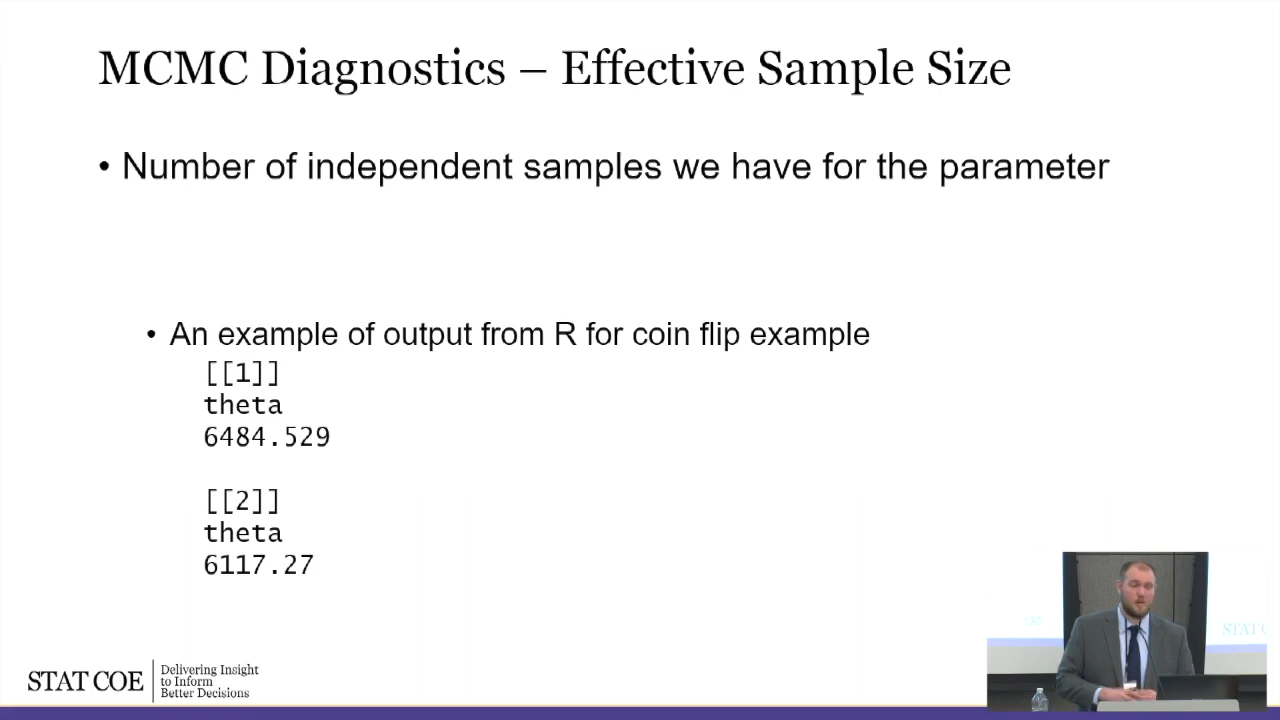 MCMC Diagnostics – Effective Sample Size
• Number of independent samples we have for the parameter
• An example of output from R for coin flip example
[[1]]
theta
6484.529
[[2]]
theta
6117.27
STAT COE
Delivering Insight
to Inform
Better Decisions
STAT C